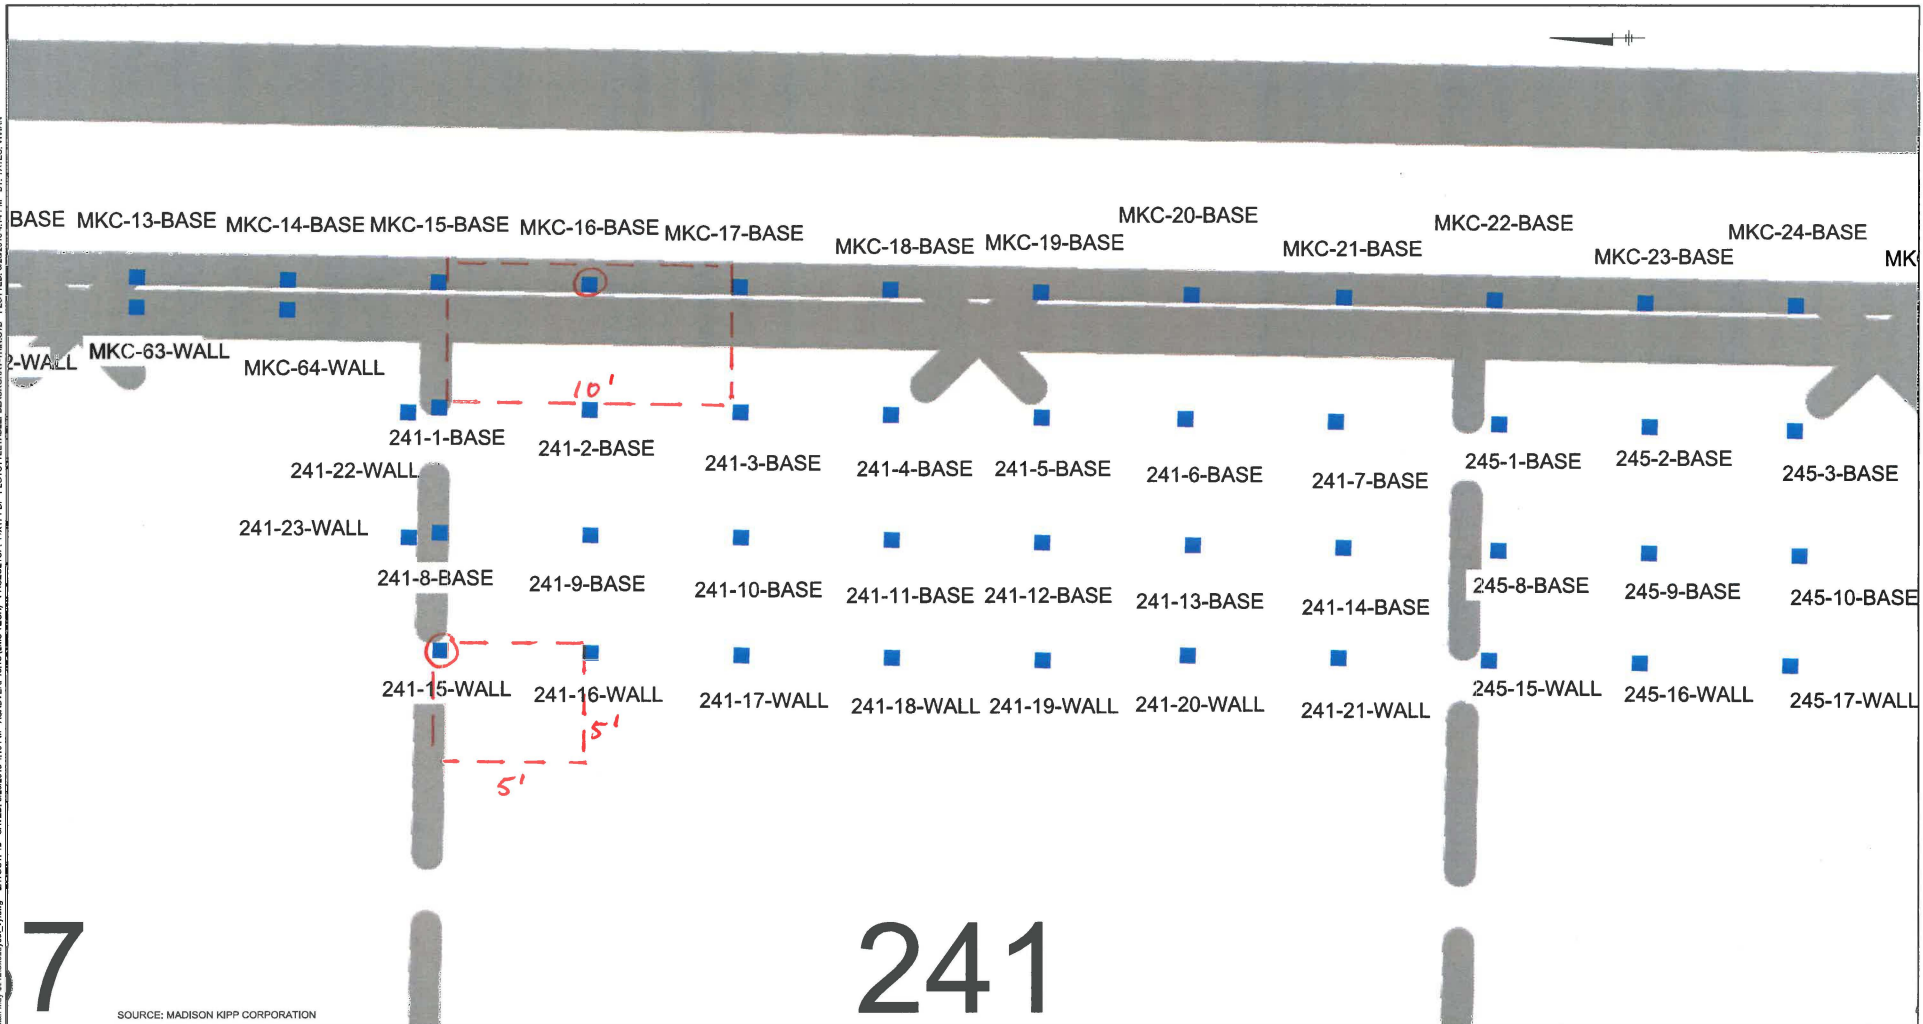 BASE MKC-13-BASE MKC-14-BASE MKC-15-BASE MKC-16-BASE MKC-17-BASE MKC-18-BASE MKC-19-BASE MKC-20-BASE MKC-21-BASE MKC-22-BASE MKC-23-BASE MKC-24-BASE MK
-WALL MKC-63-WALL MKC-64-WALL
10'
241-1-BASE 241-2-BASE 241-3-BASE 241-4-BASE 241-5-BASE 241-6-BASE 241-7-BASE 245-1-BASE 245-2-BASE 245-3-BASE
241-22-WALL
241-23-WALL
241-8-BASE 241-9-BASE 241-10-BASE 241-11-BASE 241-12-BASE 241-13-BASE 241-14-BASE 245-8-BASE 245-9-BASE 245-10-BASE
241-15-WALL 241-16-WALL 241-17-WALL 241-18-WALL 241-19-WALL 241-20-WALL 241-21-WALL 245-15-WALL 245-16-WALL 245-17-WALL
5'
5'
7 241
SOURCE: MADISON KIPP CORPORATION